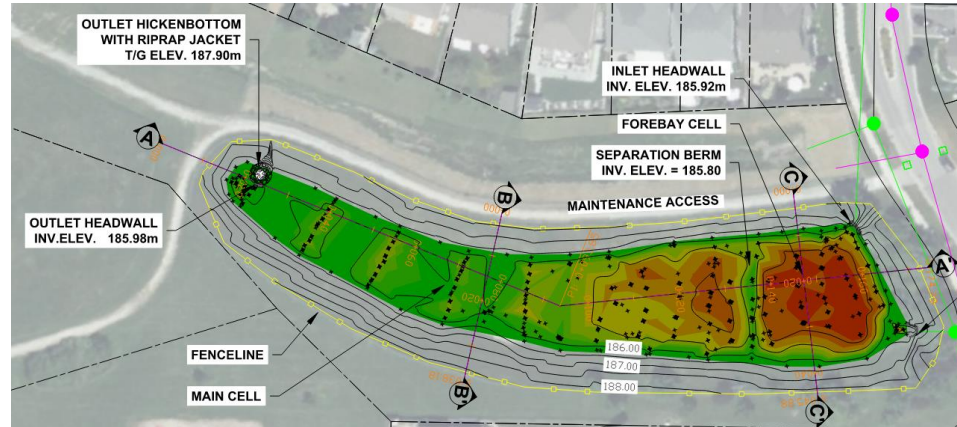 OUTLET HICKENBOTTOM
WITH RIPRAP JACKET
T/G ELEV. 187.90m
INLET HEADWALL
INV. ELEV. 185.92m
FOREBAY CELL
SEPARATION BERM
INV. ELEV. = 185.80
MAINTENANCE ACCESS
A
B
C
A'
OUTLET HEADWALL
INV.ELEV. 185.98m
FENCELINE
MAIN CELL
186.00
187.00
188.00
B'
C'